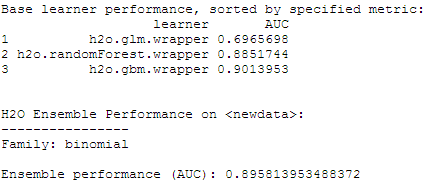 Base learner performance, sorted by specified metric:
learner AUC
1 h2o.glm.wrapper 0.6965698
2 h2o.randomForest.wrapper 0.8851744
3 h2o.gbm.wrapper 0.9013953
H2O Ensemble Performance on <newdata>:
----------------
Family: binomial
Ensemble performance (AUC): 0.895813953488372